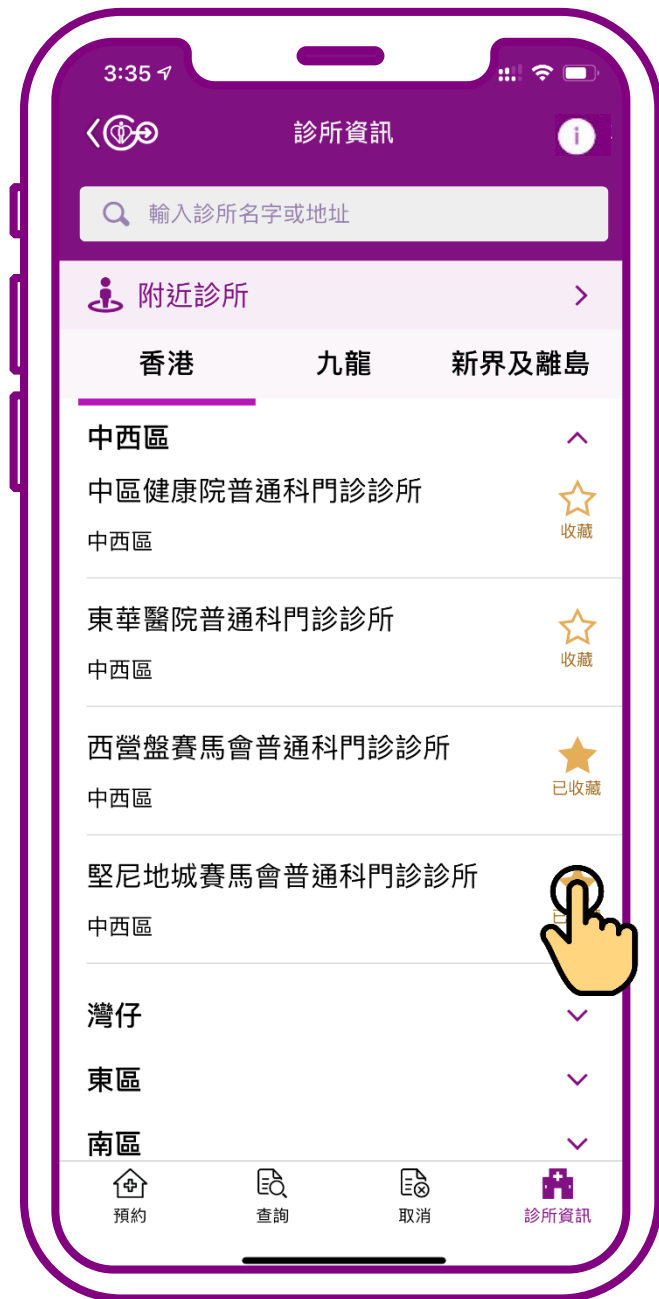 3:35
診所資訊
輸入診所名字或地址
附近診所
香港 九龍 新界及離島
中西區
中區健康院普通科門診診所
收藏
中西區
東華醫院普通科門診診所
收藏
中西區
西營盤賽馬會普通科門診診所
已收藏
中西區
堅尼地城賽馬會普通科門診診所
中西區
灣仔
東區
南區
預約 查詢 取消 診所資訊